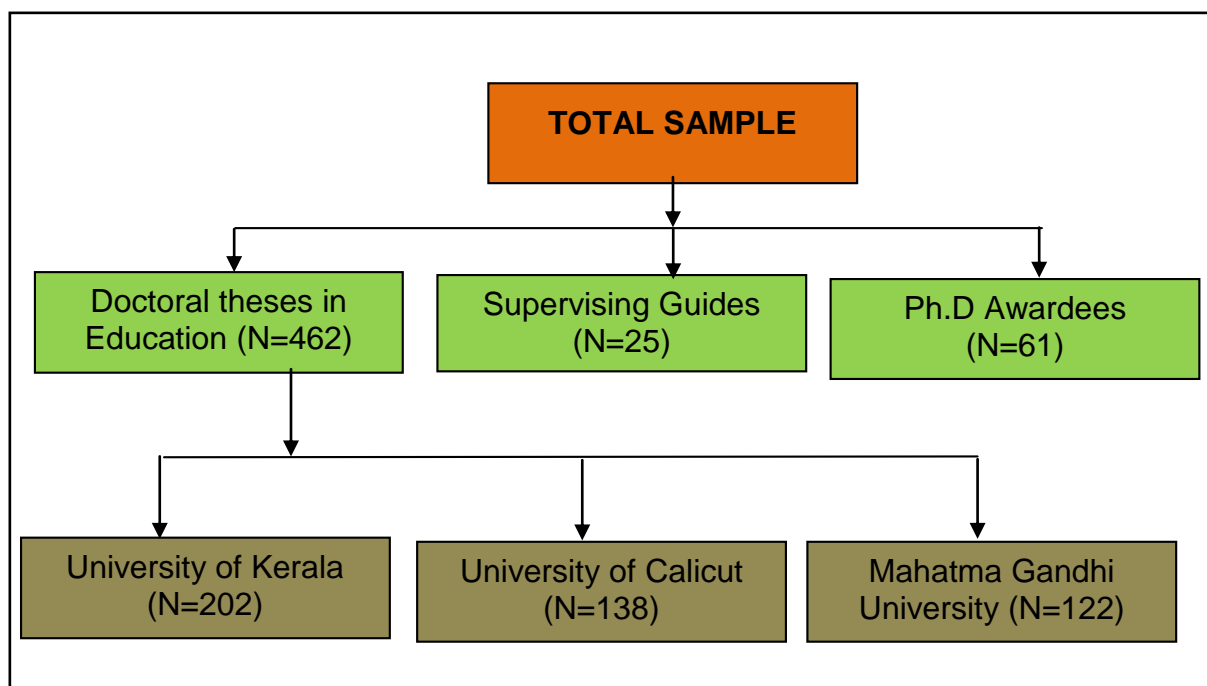 TOTAL SAMPLE
Doctoral theses in
Education (N=462)
Supervising Guides
(N=25)
Ph.D Awardees
(N=61)
University of Kerala
(N=202)
University of Calicut
(N=138)
Mahatma Gandhi
University (N=122)